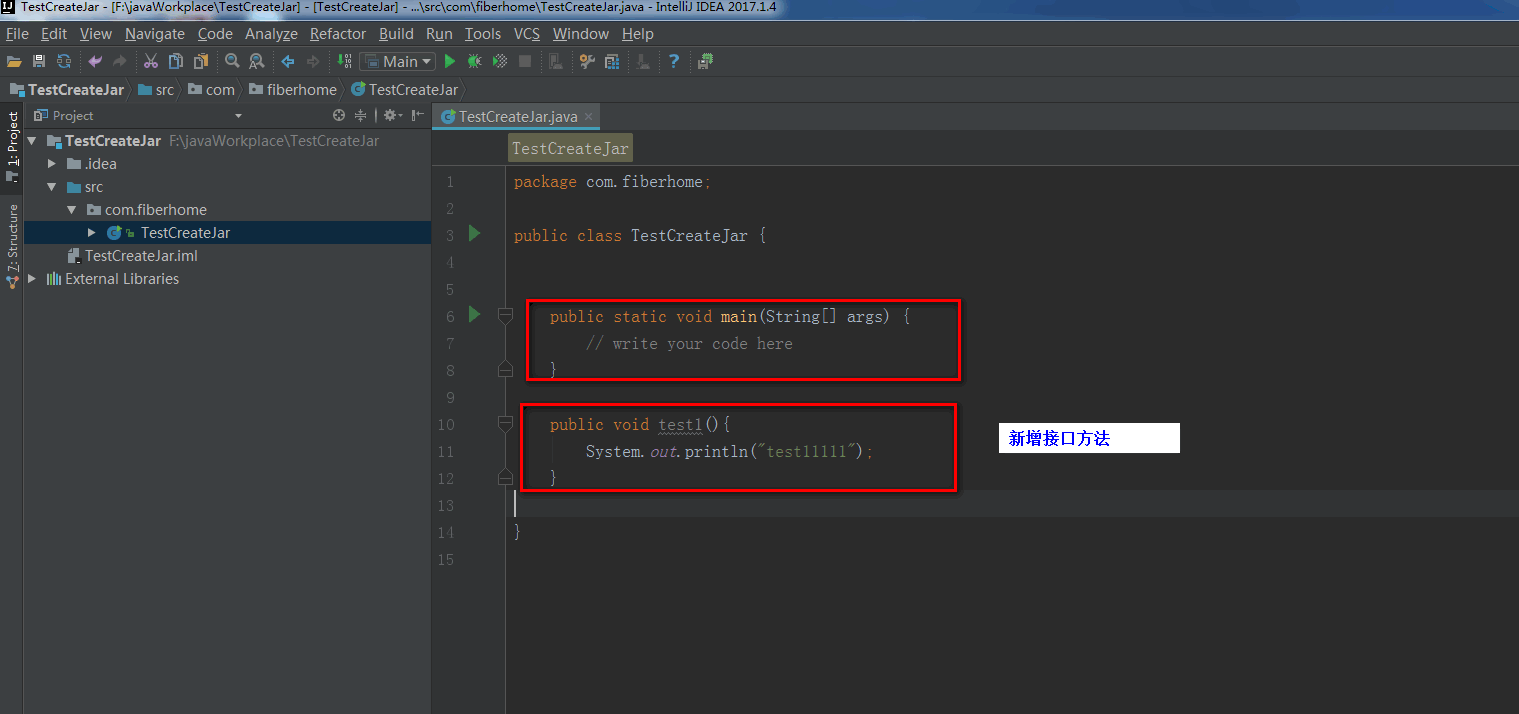 TestCreateJar - [F:\javaWorkplace\TestCreateJar] - [TestCreateJar] - ...\src\com\fiberhome\TestCreateJar.java - IntelliJ IDEA 2017.1.4
File Edit View Navigate Code Analyze Refactor Build Run Tools VCS Window Help
Main
TestCreateJar src com fiberhome TestCreateJar
1: Project
7: Structure
Project
TestCreateJar F:\javaWorkplace\TestCreateJar
.idea
src
com.fiberhome
TestCreateJar
TestCreateJar.iml
External Libraries
TestCreateJar.java
TestCreateJar
1 package com.fiberhome;
2
3 public class TestCreateJar {
4
5
6 public static void main(String[] args) {
7 // write your code here
8 }
9
10 public void test1(){
11 System.out.println("test11111");
12 }
13
14 }
15
新增接口方法